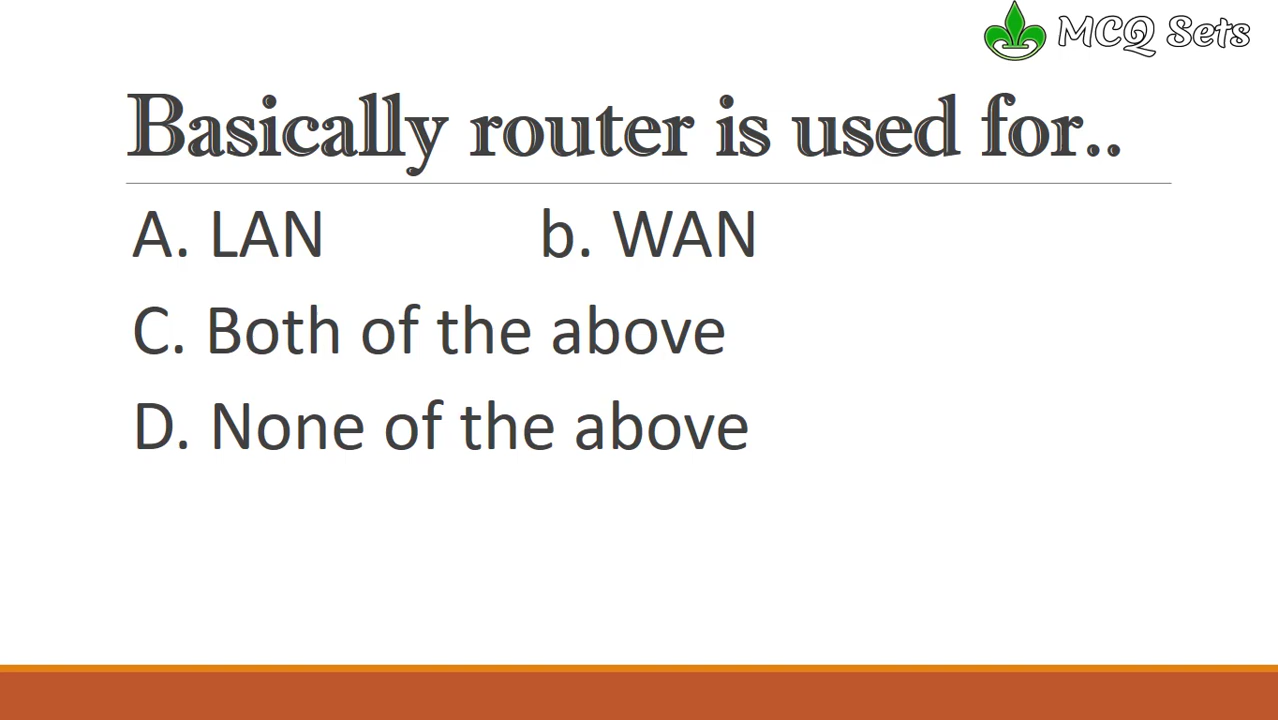 MCQ Sets
Basically router is used for..
A. LAN b. WAN
C. Both of the above
D. None of the above